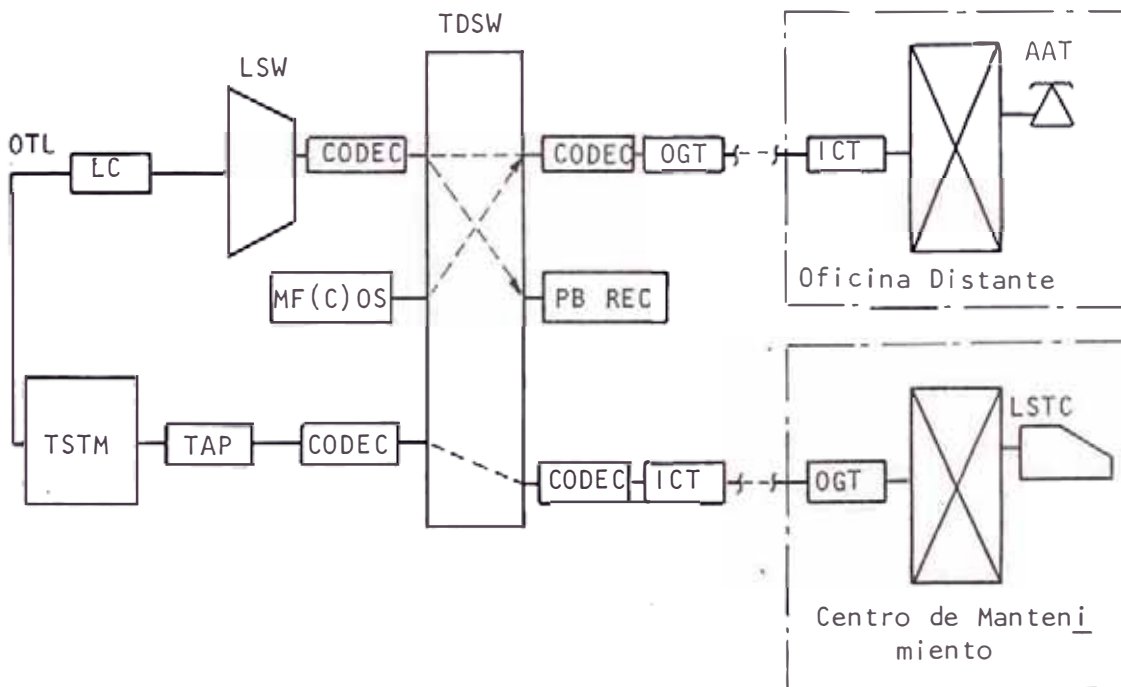 TDSW
LSW
AAT
OTL
LC
CODEC
CODEC
OGT
ICT
MF(C)OS
PB REC
Oficina Distante
TSTM
TAP
CODEC
CODEC
ICT
OGT
LSTC
Centro de Manteni
miento